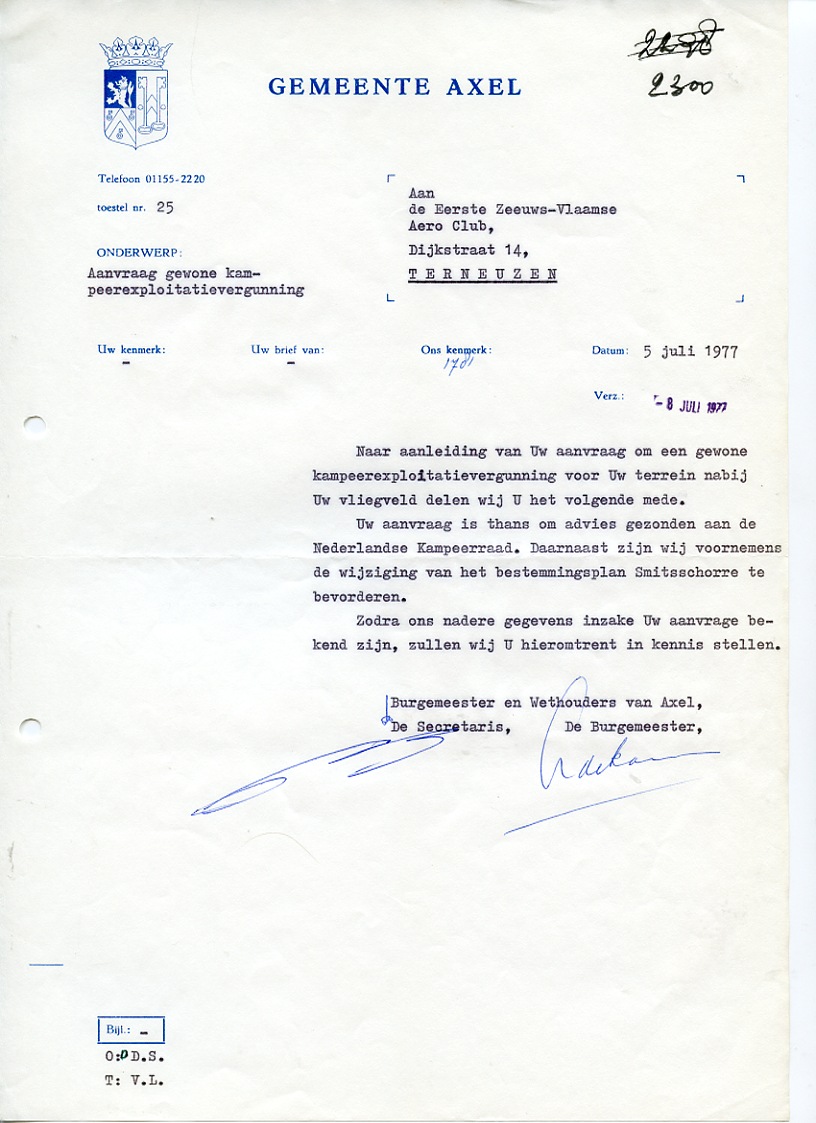 GEMEENTE AXEL
2300
Telefoon 01155-2220
toestel nr. 25
ONDERWERP:
Aanvraag gewone kam-
peerexploitatievergunning
Aan
de Eerste Zeeuws-Vlaamse
Aero Club,
Dijkstraat 14,
TERNEUZEN
Uw kenmerk: -
Uw brief van: -
Ons kenmerk: 1781
Datum: 5 juli 1977
Verz.: - 8 JULI 1977
Naar aanleiding van Uw aanvraag om een gewone
kampeerexploitatievergunning voor Uw terrein nabij
Uw vliegveld delen wij U het volgende mede.
Uw aanvraag is thans om advies gezonden aan de
Nederlandse Kampeerraad. Daarnaast zijn wij voornemens
de wijziging van het bestemmingsplan Smitsschorre te
bevorderen.
Zodra ons nadere gegevens inzake Uw aanvrage be-
kend zijn, zullen wij U hieromtrent in kennis stellen.
Burgemeester en Wethouders van Axel,
De Secretaris, De Burgemeester,
Bijl.: -
O: D.S.
T: V.L.